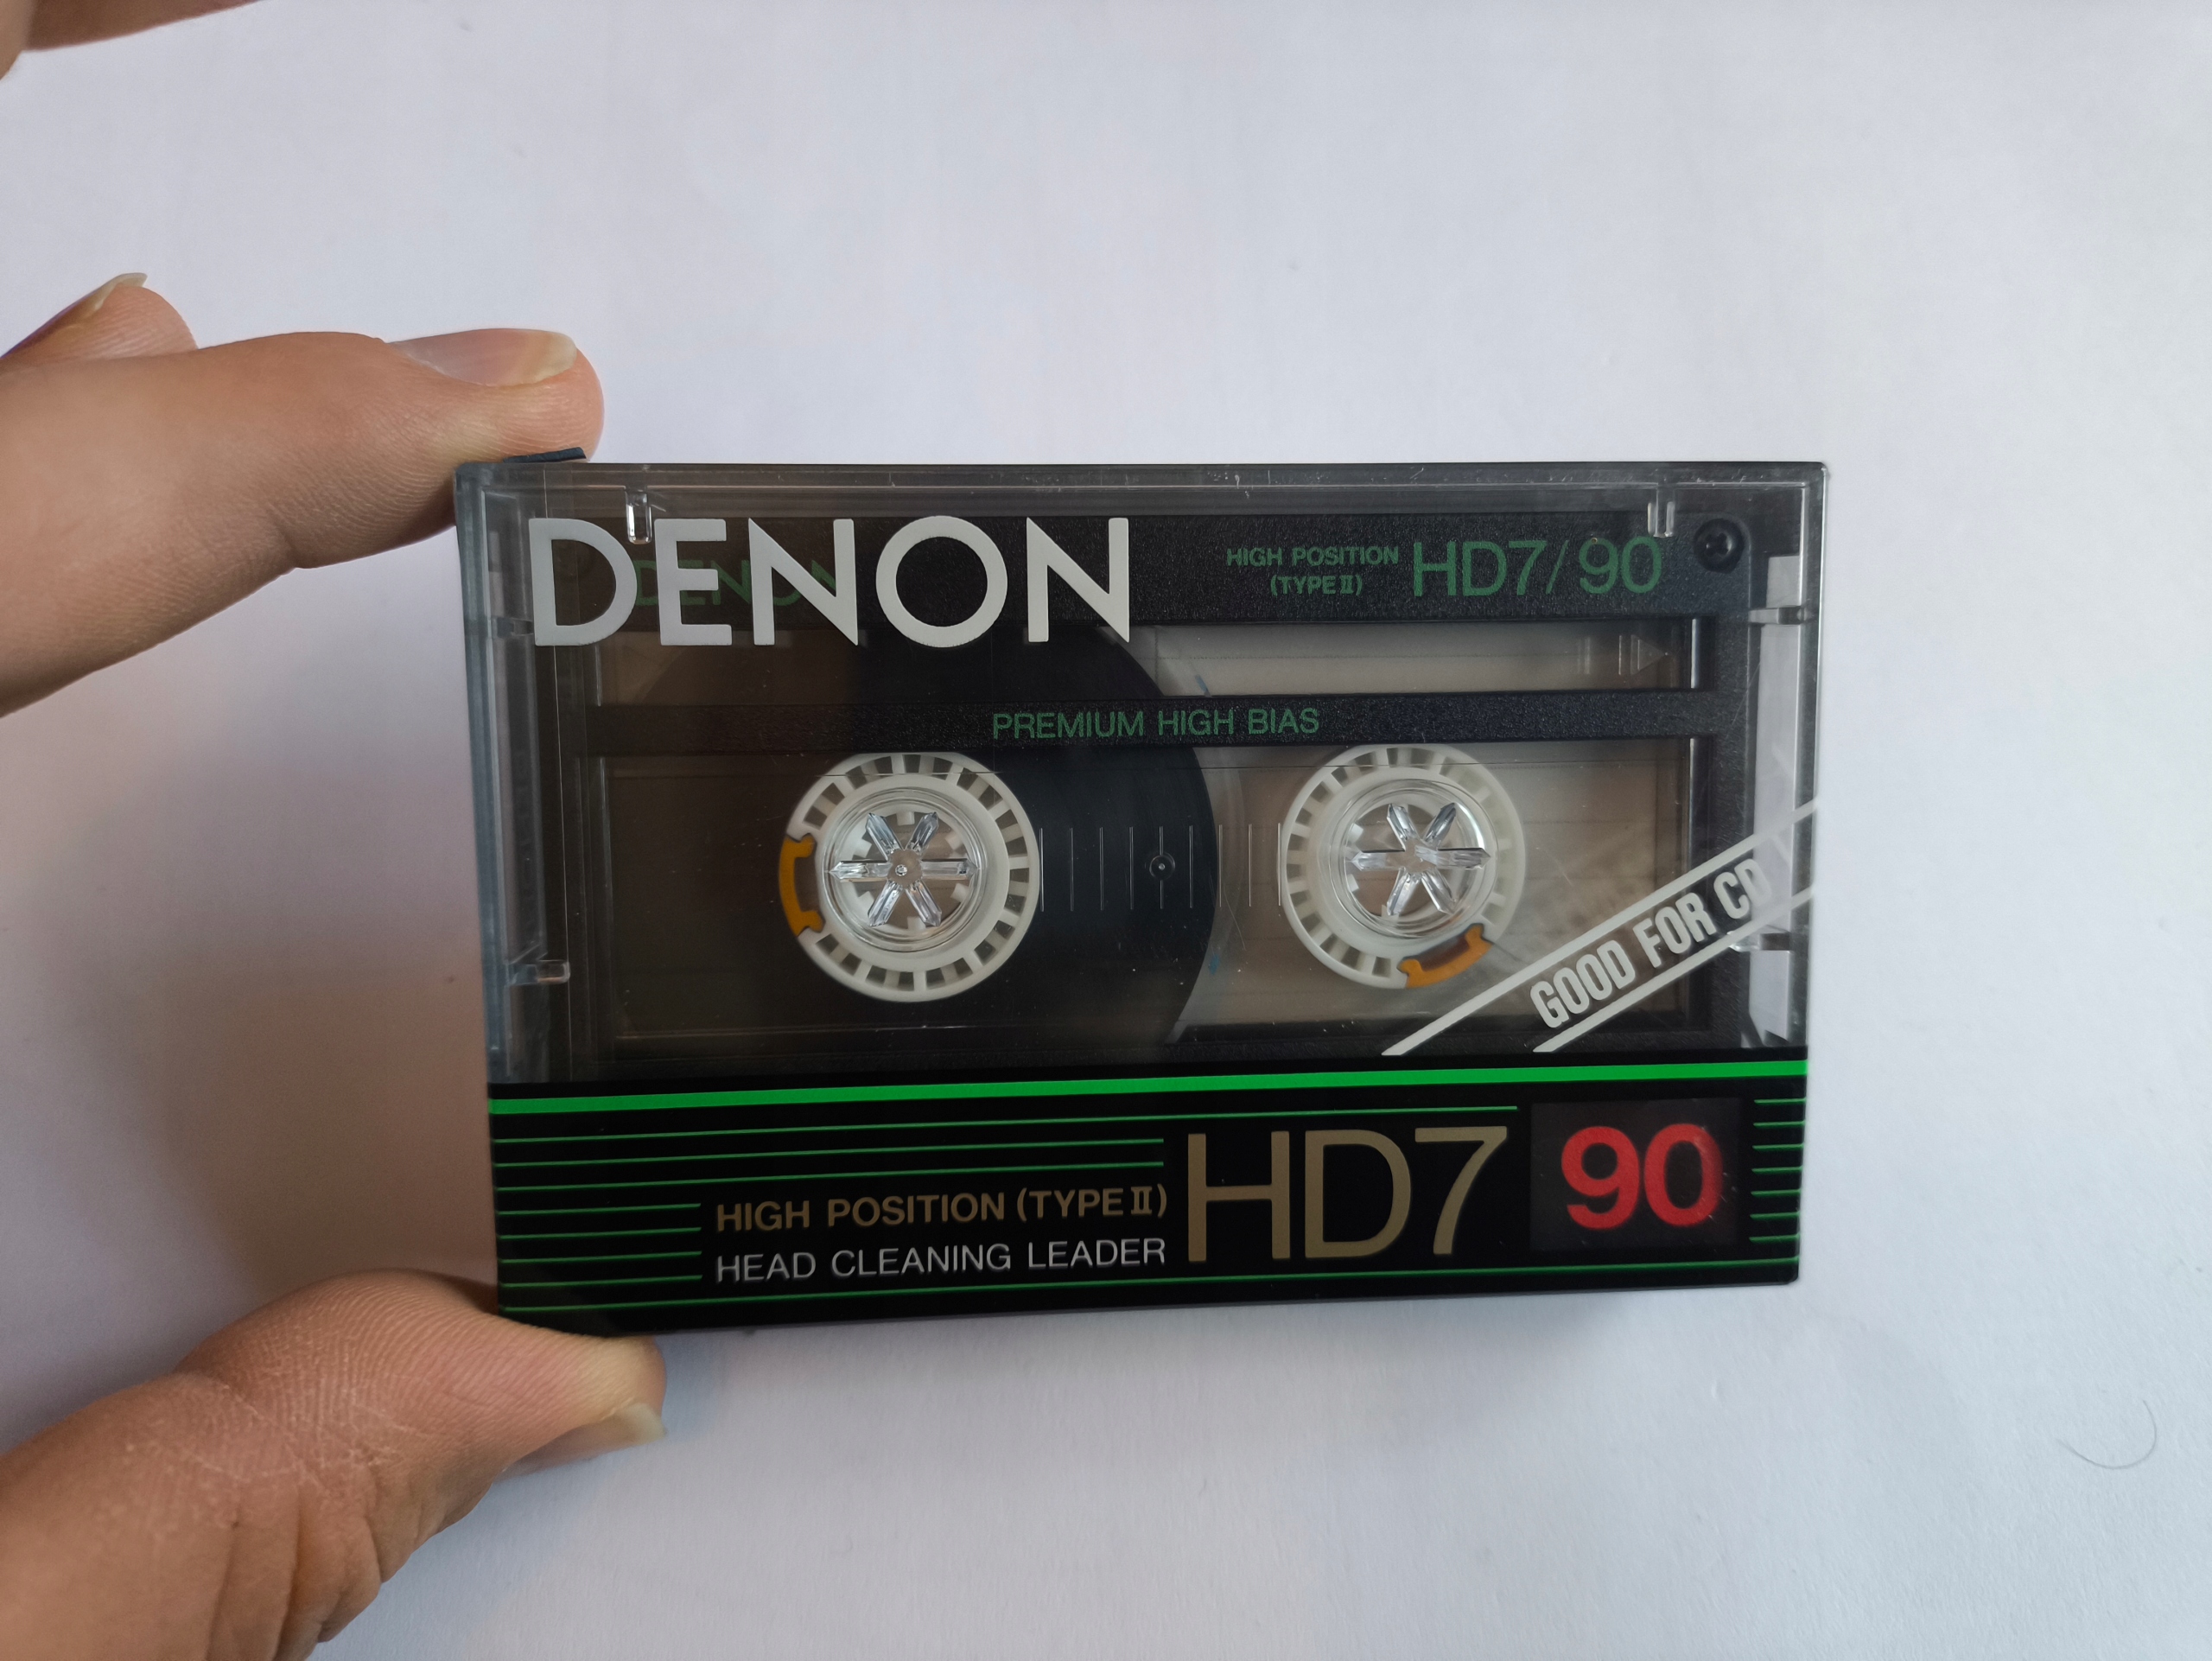 DENON
DENON
HIGH POSITION
(TYPE II)
HD7/90
PREMIUM HIGH BIAS
GOOD FOR CD
HIGH POSITION (TYPE II)
HEAD CLEANING LEADER
HD7
90